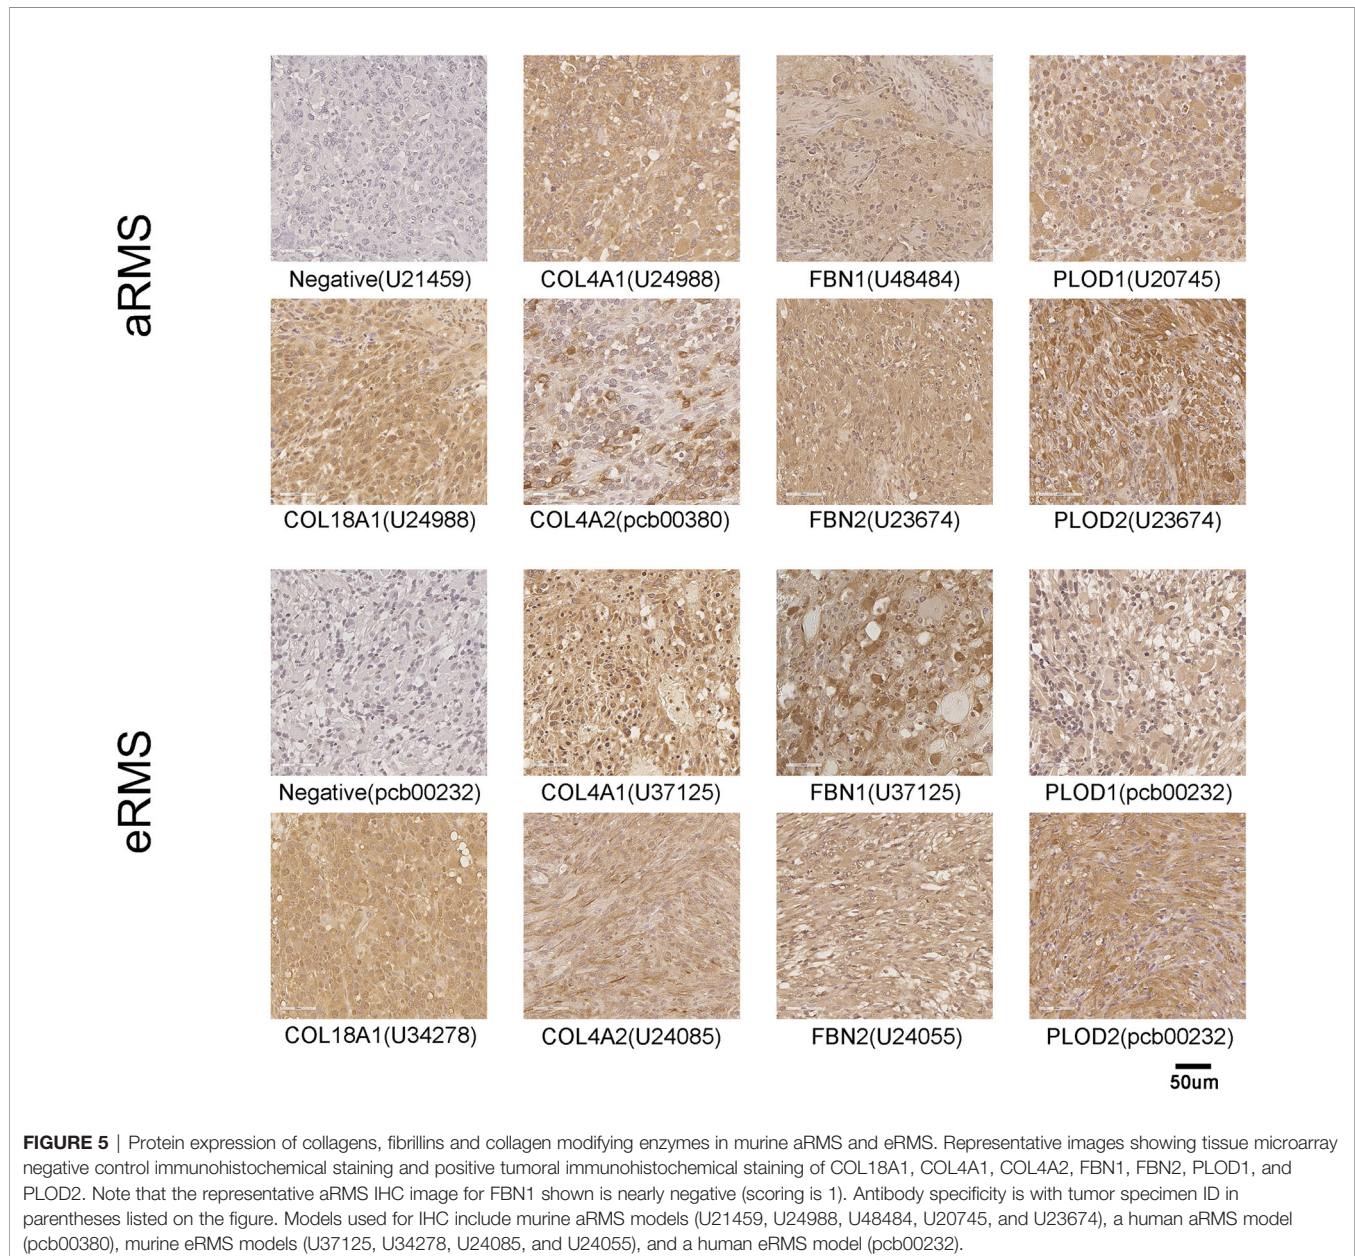 aRMS
Negative(U21459) COL4A1(U24988) FBN1(U48484) PLOD1(U20745)
COL18A1(U24988) COL4A2(pcb00380) FBN2(U23674) PLOD2(U23674)
eRMS
Negative(pcb00232) COL4A1(U37125) FBN1(U37125) PLOD1(pcb00232)
COL18A1(U34278) COL4A2(U24085) FBN2(U24055) PLOD2(pcb00232)
50um
FIGURE 5 | Protein expression of collagens, fibrillins and collagen modifying enzymes in murine aRMS and eRMS. Representative images showing tissue microarray
negative control immunohistochemical staining and positive tumoral immunohistochemical staining of COL18A1, COL4A1, COL4A2, FBN1, FBN2, PLOD1, and
PLOD2. Note that the representative aRMS IHC image for FBN1 shown is nearly negative (scoring is 1). Antibody specificity is with tumor specimen ID in
parentheses listed on the figure. Models used for IHC include murine aRMS models (U21459, U24988, U48484, U20745, and U23674), a human aRMS model
(pcb00380), murine eRMS models (U37125, U34278, U24085, and U24055), and a human eRMS model (pcb00232).